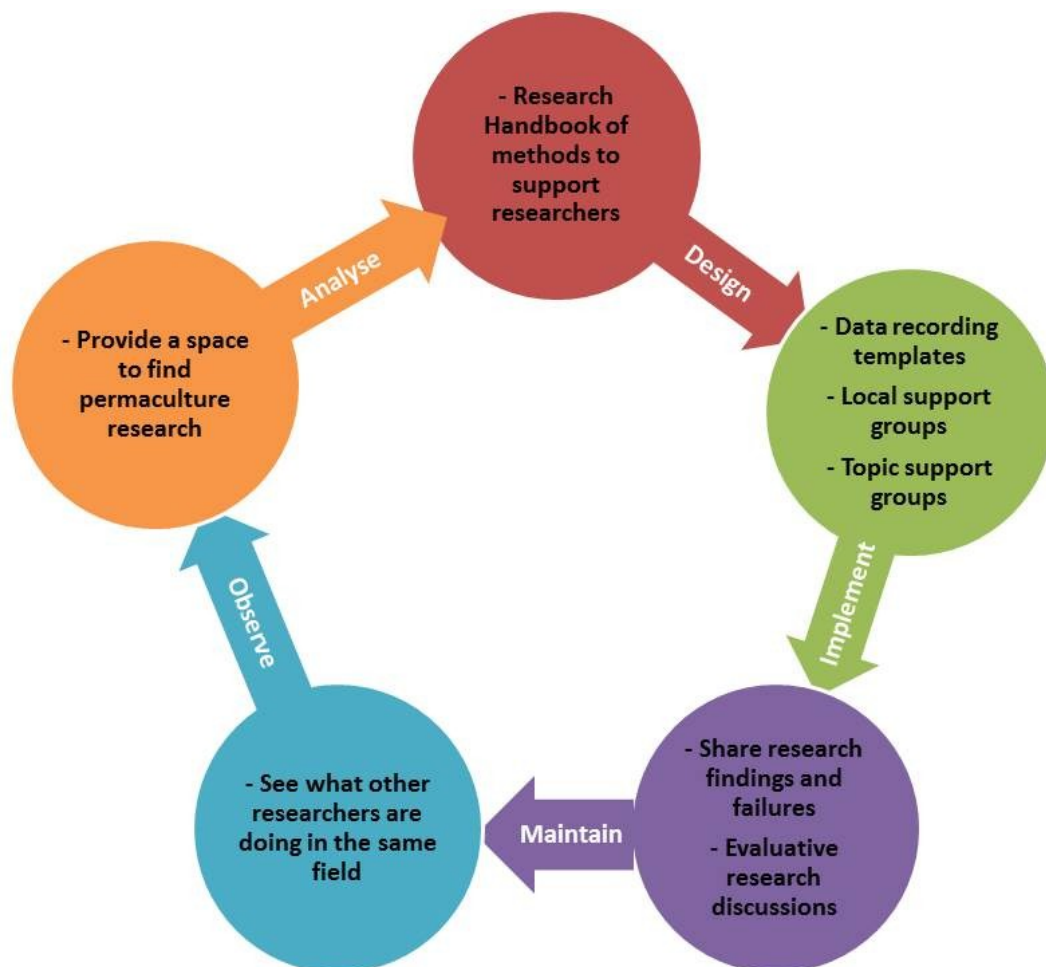 - Research
Handbook of
methods to
support
researchers
Design
- Data recording
templates
- Local support
groups
- Topic support
groups
Implement
- Share research
findings and
failures
- Evaluative
research
discussions
Maintain
- See what other
researchers are
doing in the same
field
Observe
- Provide a space
to find
permaculture
research
Analyse